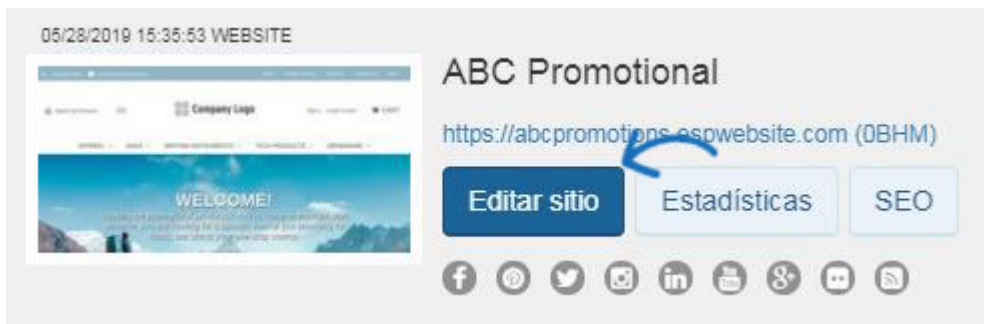 05/28/2019 15:35:53 WEBSITE
ABC Promotional
https://abcpromotions.espwebsite.com (0BHM)
Company Logo
WELCOME!
Editar sitio
Estadísticas
SEO